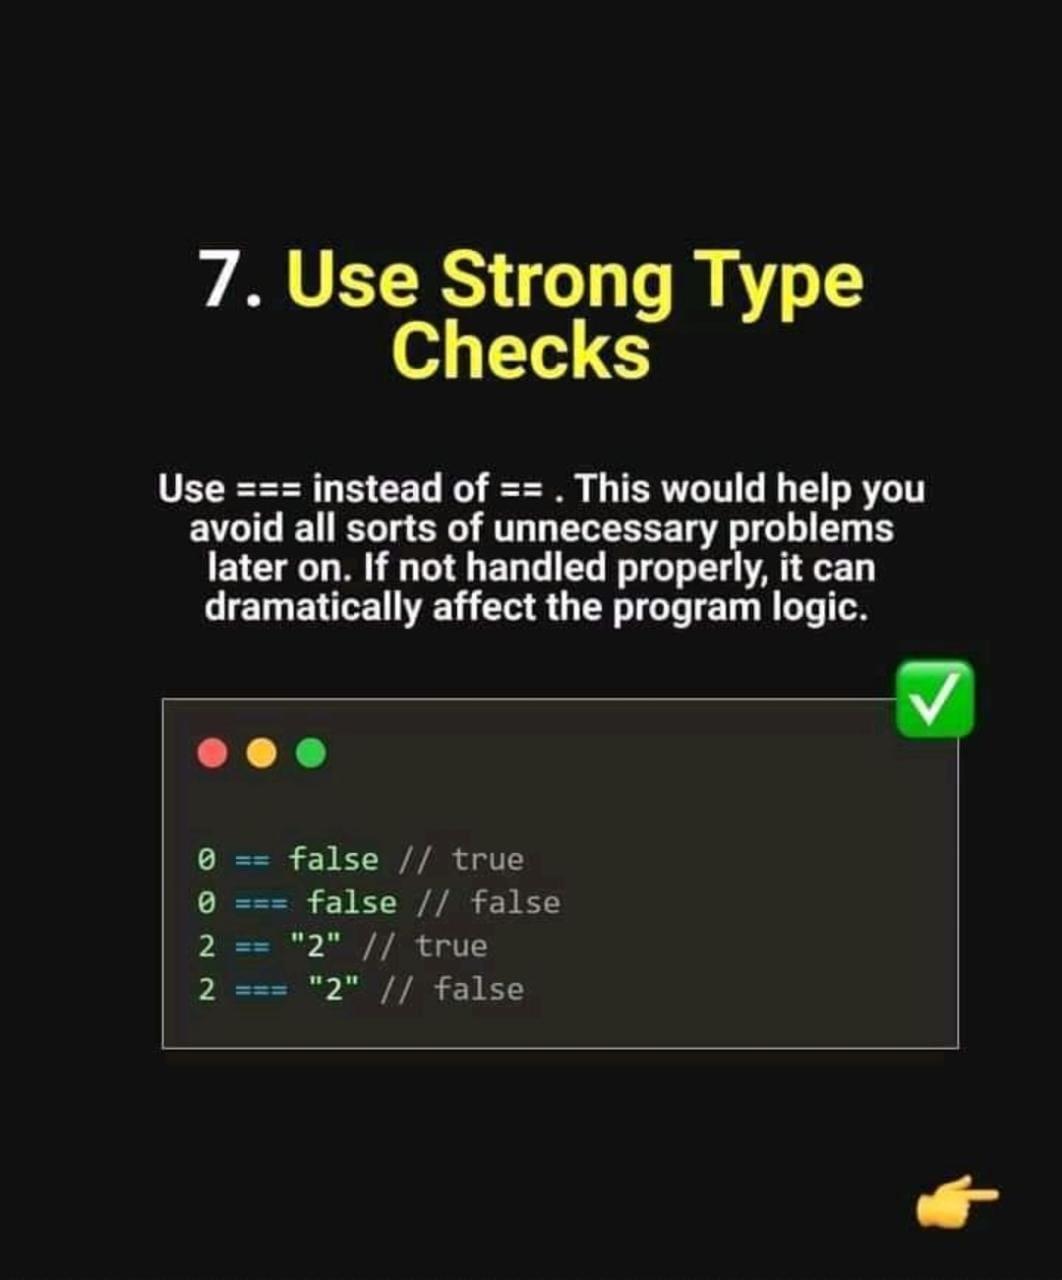 7. Use Strong Type
Checks
Use === instead of == . This would help you
avoid all sorts of unnecessary problems
later on. If not handled properly, it can
dramatically affect the program logic.
0 == false // true
0 === false // false
2 == "2" // true
2 === "2" // false